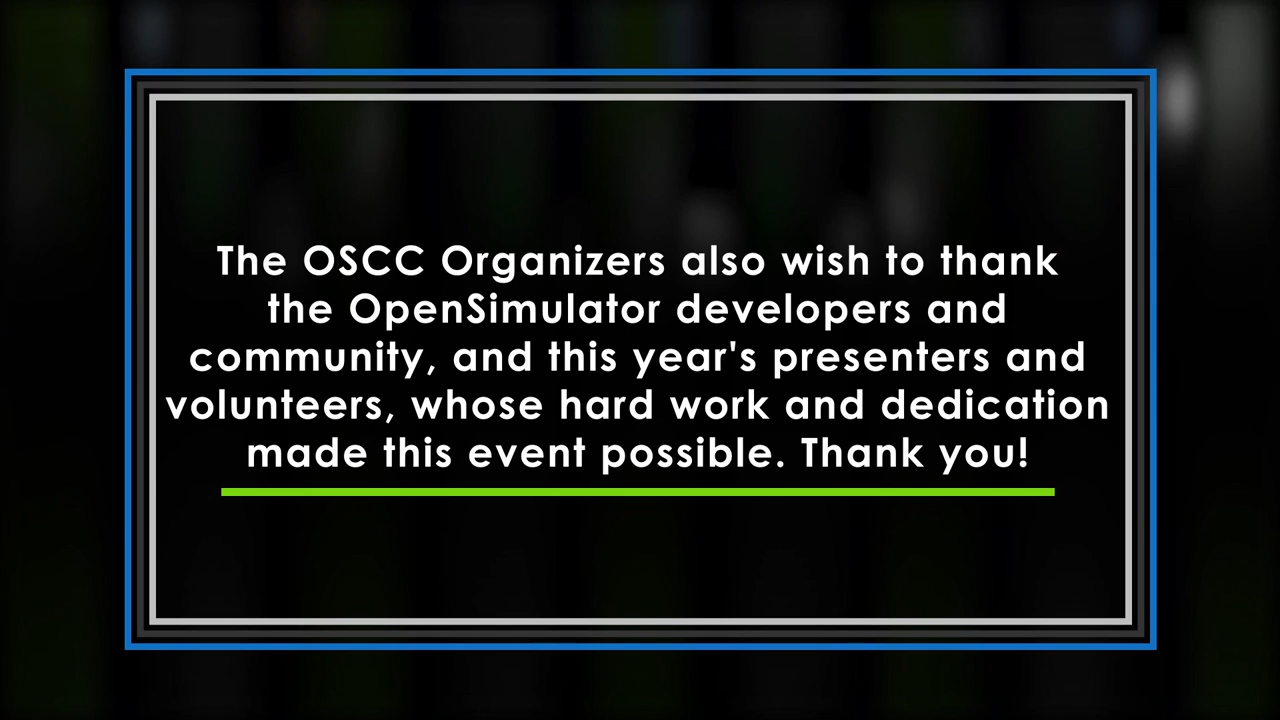 The OSCC Organizers also wish to thank
the OpenSimulator developers and
community, and this year's presenters and
volunteers, whose hard work and dedication
made this event possible. Thank you!